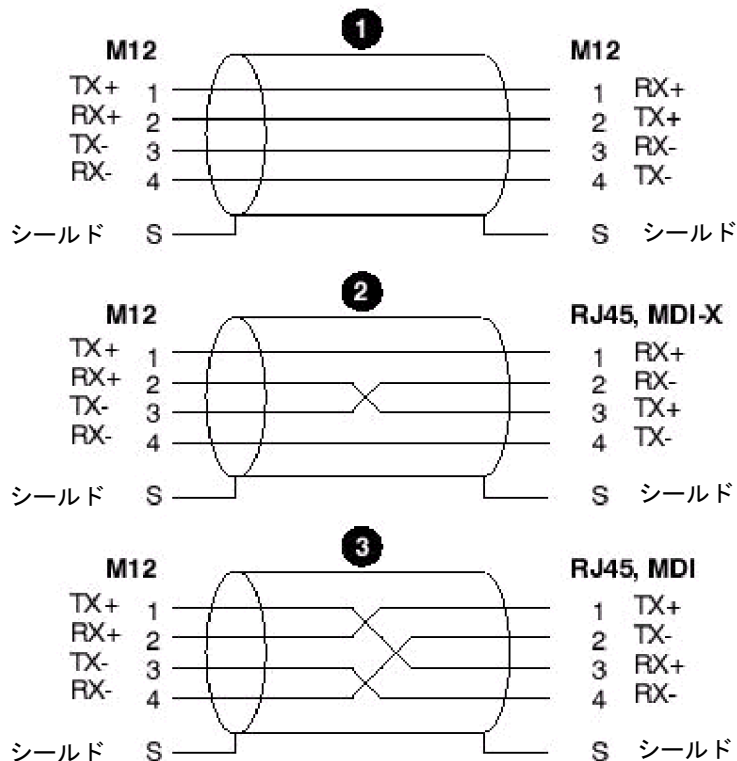 1
M12 M12
TX+ 1 1 RX+
RX+ 2 2 TX+
TX- 3 3 RX-
RX- 4 4 TX-
シールド S S シールド
2
M12 RJ45, MDI-X
TX+ 1 1 RX+
RX+ 2 2 RX-
TX- 3 3 TX+
RX- 4 4 TX-
シールド S S シールド
3
M12 RJ45, MDI
TX+ 1 1 TX+
RX+ 2 2 TX-
TX- 3 3 RX+
RX- 4 4 RX-
シールド S S シールド